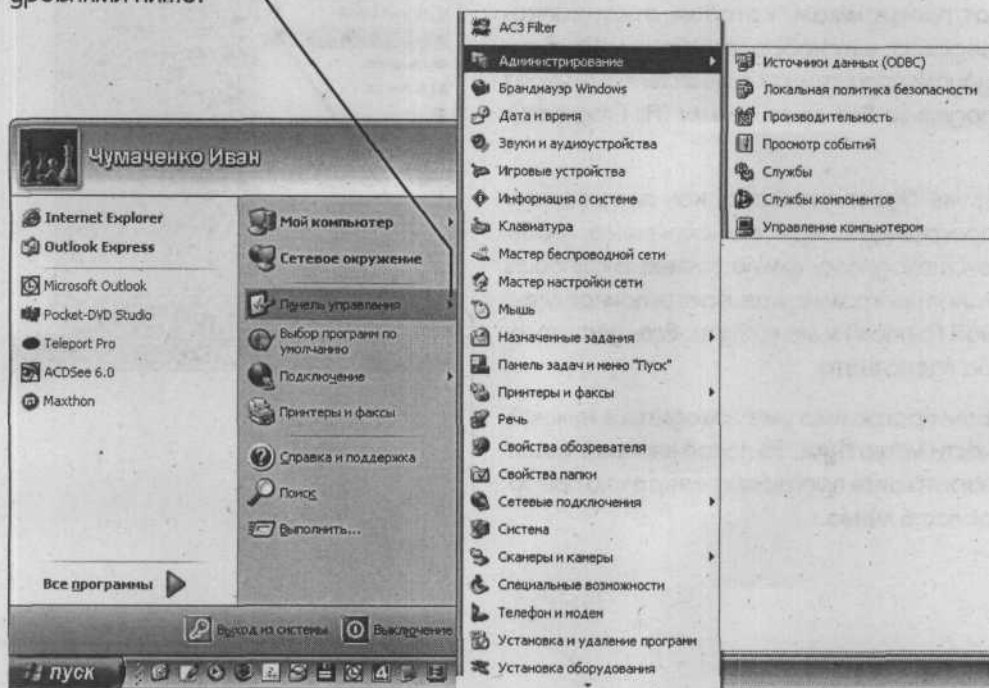 Чумаченко Иван
Internet Explorer
Outlook Express
Microsoft Outlook
Pocket-DVD Studio
Teleport Pro
ACDSee 6.0
Maxthon
Все программы
Мой компьютер
Сетевое окружение
Панель управления
Выбор программ по
умолчанию
Подключение
Принтеры и факсы
Справка и поддержка
Поиск
Выполнить...
Выход из системы
Выключение
пуск
AC3 Filter
Администрирование
Брандмауэр Windows
Дата и время
Звуки и аудиоустройства
Игровые устройства
Информация о системе
Клавиатура
Мастер беспроводной сети
Мастер настройки сети
Мышь
Назначенные задания
Панель задач и меню "Пуск"
Принтеры и факсы
Речь
Свойства обозревателя
Свойства папки
Сетевые подключения
Система
Сканеры и камеры
Специальные возможности
Телефон и модем
Установка и удаление программ
Установка оборудования
Источники данных (ODBC)
Локальная политика безопасности
Производительность
Просмотр событий
Службы
Службы компонентов
Управление компьютером